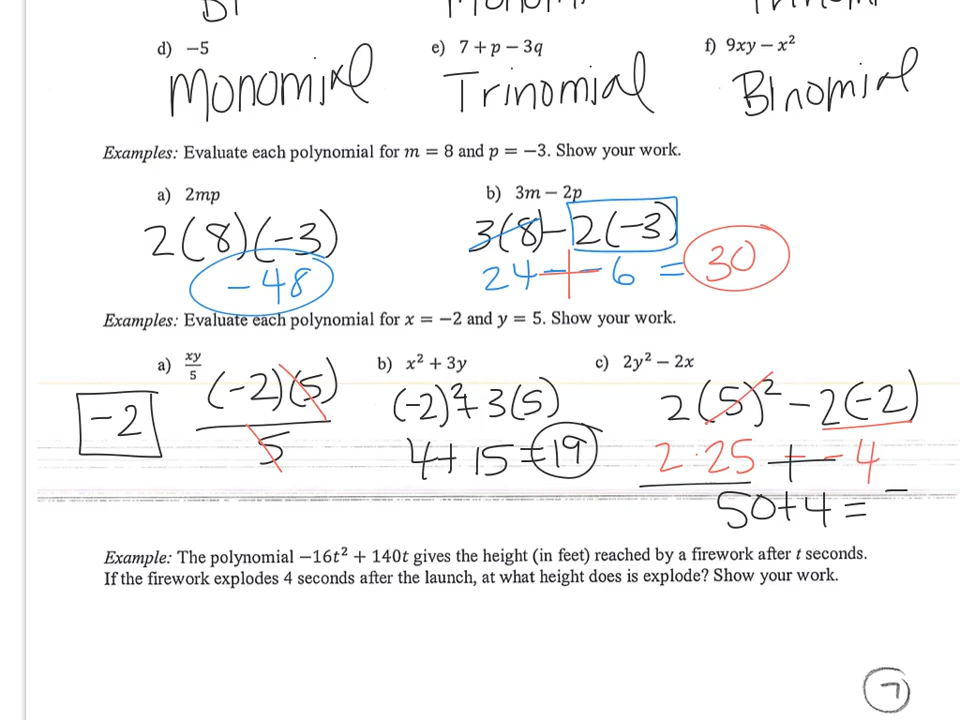 d) −5
e) 7 + p − 3q
f) 9xy − x²
Monomial
Trinomial
Binomial
Examples: Evaluate each polynomial for m = 8 and p = −3. Show your work.
a) 2mp
b) 3m − 2p
2(8)(-3)
3(8)-2(-3)
-48
24 - + - 6 = 30
Examples: Evaluate each polynomial for x = −2 and y = 5. Show your work.
a) xy/5
b) x² + 3y
c) 2y² − 2x
(-2)(5)
5
-2
(-2)²+3(5)
4+15=19
2(5)²-2(-2)
2·25 + - 4
50+4=
Example: The polynomial −16t² + 140t gives the height (in feet) reached by a firework after t seconds.
If the firework explodes 4 seconds after the launch, at what height does is explode? Show your work.
7